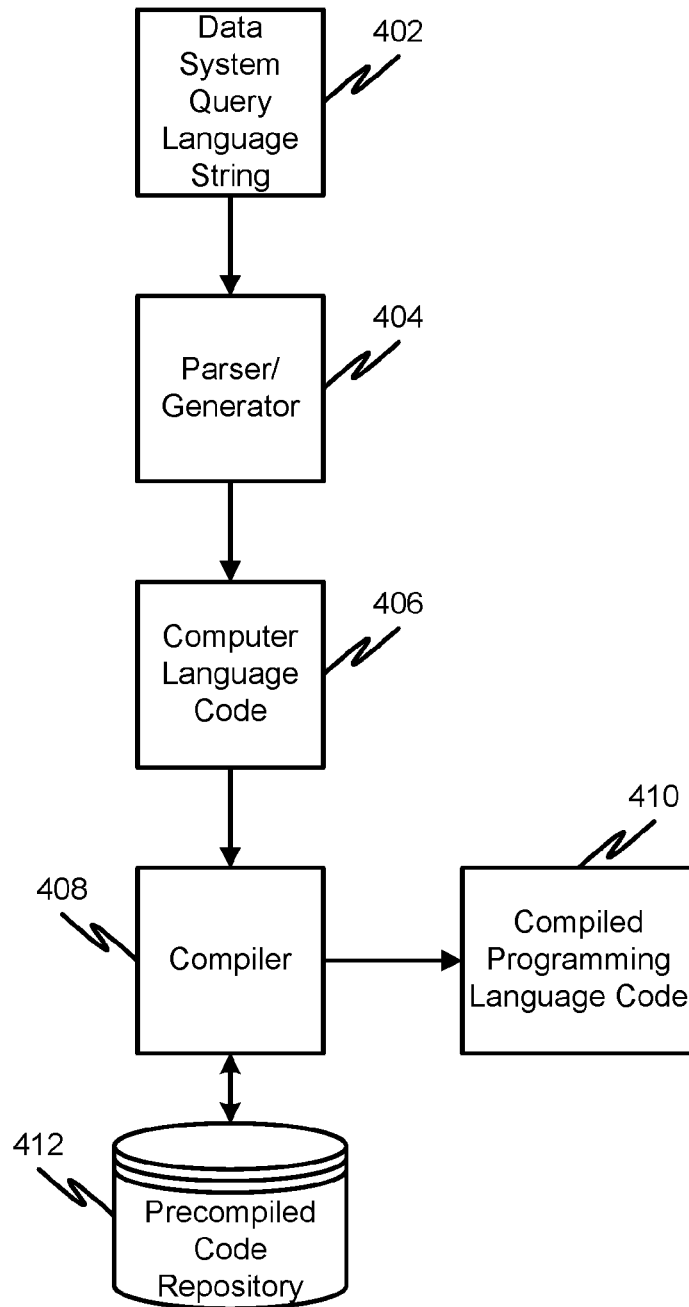 Data
System
Query
Language
String
402
404
Parser/
Generator
406
Computer
Language
Code
410
408
Compiler
Compiled
Programming
Language Code
412
Precompiled
Code
Repository